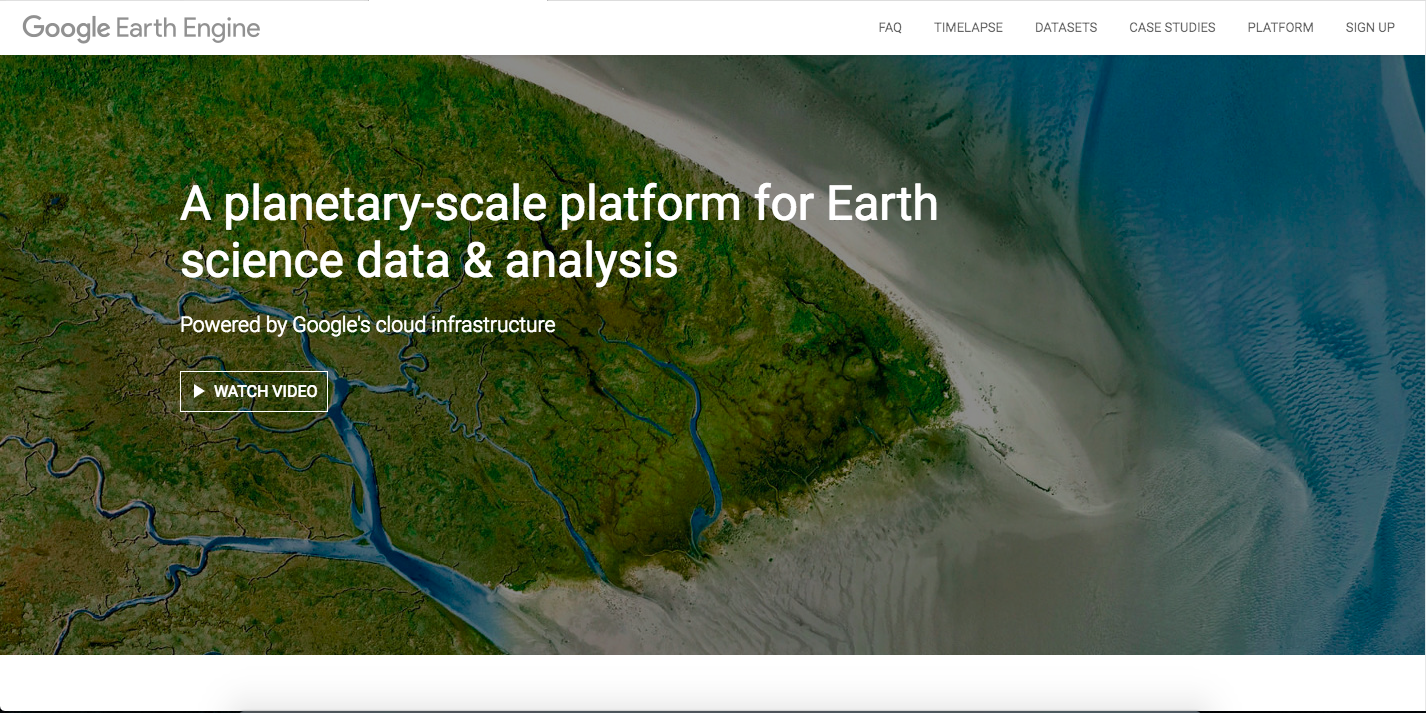 Google Earth Engine
FAQ TIMELAPSE DATASETS CASE STUDIES PLATFORM SIGN UP
A planetary-scale platform for Earth
science data & analysis
Powered by Google's cloud infrastructure
WATCH VIDEO